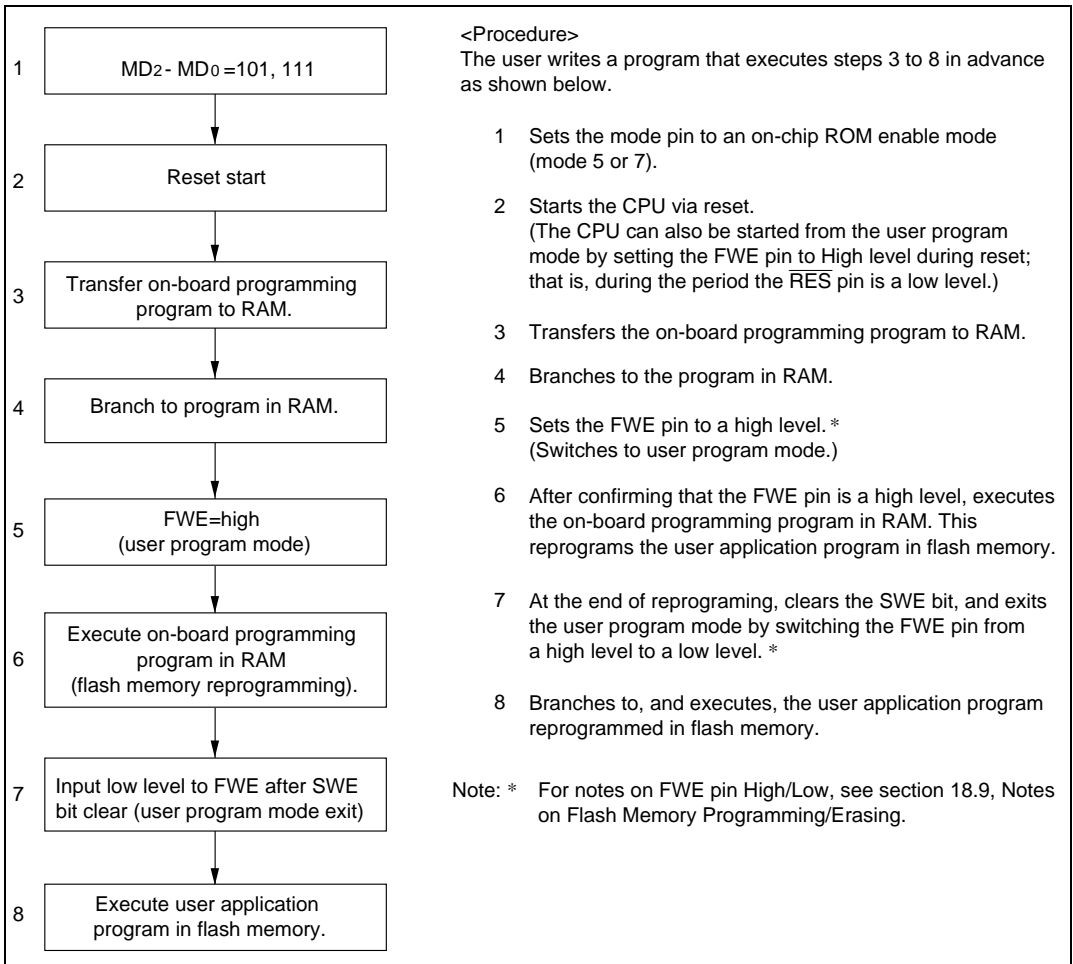 1
MD2 - MD0 =101, 111
2
Reset start
3
Transfer on-board programming
program to RAM.
4
Branch to program in RAM.
5
FWE=high
(user program mode)
6
Execute on-board programming
program in RAM
(flash memory reprogramming).
7
Input low level to FWE after SWE
bit clear (user program mode exit)
8
Execute user application
program in flash memory.
<Procedure>
The user writes a program that executes steps 3 to 8 in advance
as shown below.
1 Sets the mode pin to an on-chip ROM enable mode
(mode 5 or 7).
2 Starts the CPU via reset.
(The CPU can also be started from the user program
mode by setting the FWE pin to High level during reset;
that is, during the period the RES pin is a low level.)
3 Transfers the on-board programming program to RAM.
4 Branches to the program in RAM.
5 Sets the FWE pin to a high level. *
(Switches to user program mode.)
6 After confirming that the FWE pin is a high level, executes
the on-board programming program in RAM. This
reprograms the user application program in flash memory.
7 At the end of reprograming, clears the SWE bit, and exits
the user program mode by switching the FWE pin from
a high level to a low level. *
8 Branches to, and executes, the user application program
reprogrammed in flash memory.
Note: * For notes on FWE pin High/Low, see section 18.9, Notes
on Flash Memory Programming/Erasing.